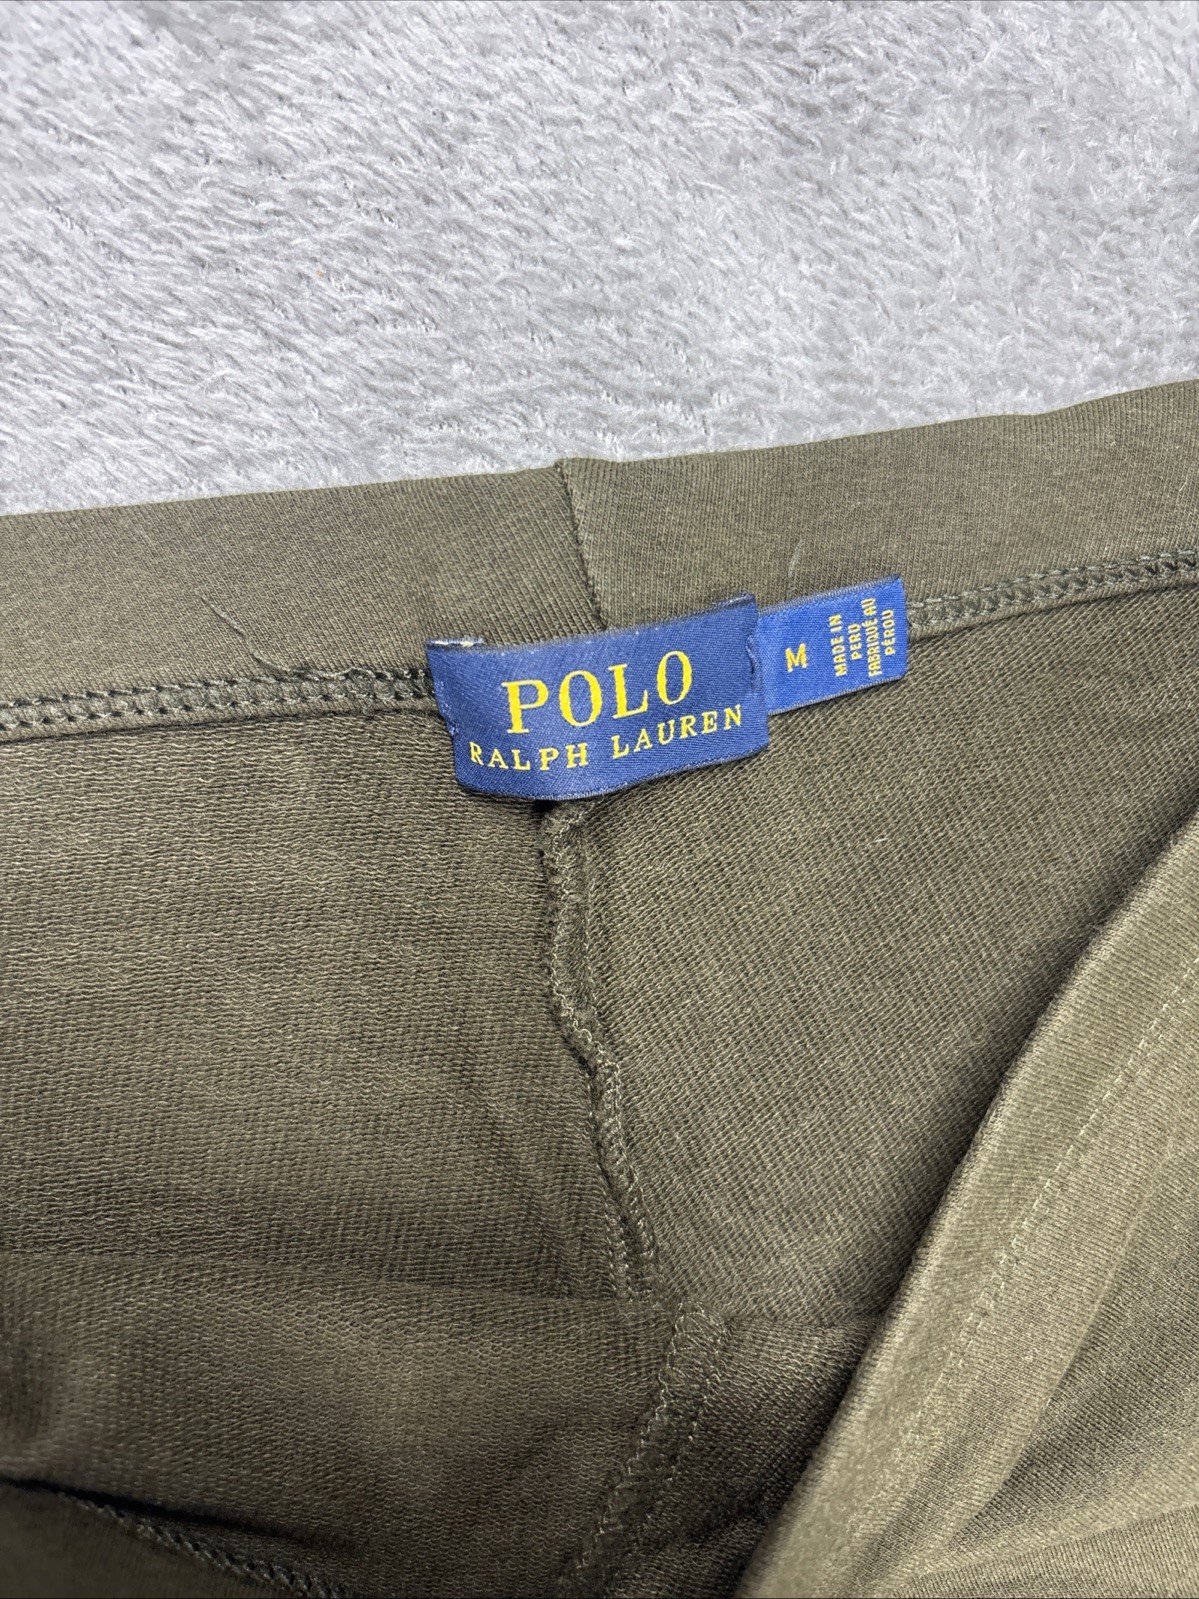 POLO
RALPH LAUREN
M
MADE IN
PERU
FABRIQUÉ AU
PÉROU